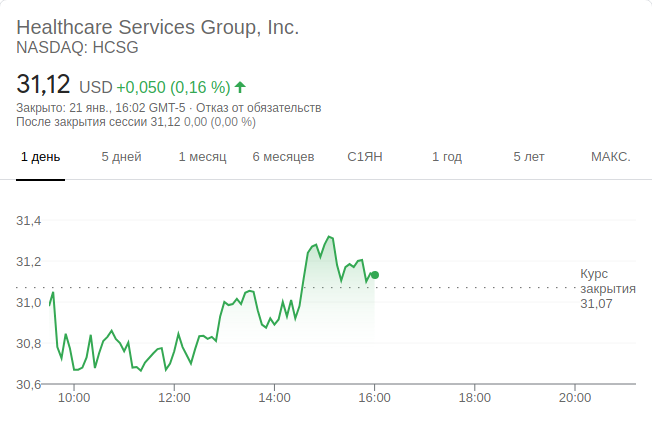 Healthcare Services Group, Inc.
NASDAQ: HCSG
31,12 USD +0,050 (0,16 %)
Закрыто: 21 янв., 16:02 GMT-5 · Отказ от обязательств
После закрытия сессии 31,12 0,00 (0,00 %)
1 день 5 дней 1 месяц 6 месяцев С1ЯН 1 год 5 лет МАКС.
31,4
31,2
Курс
закрытия
31,07
31,0
30,8
30,6
10:00 12:00 14:00 16:00 18:00 20:00